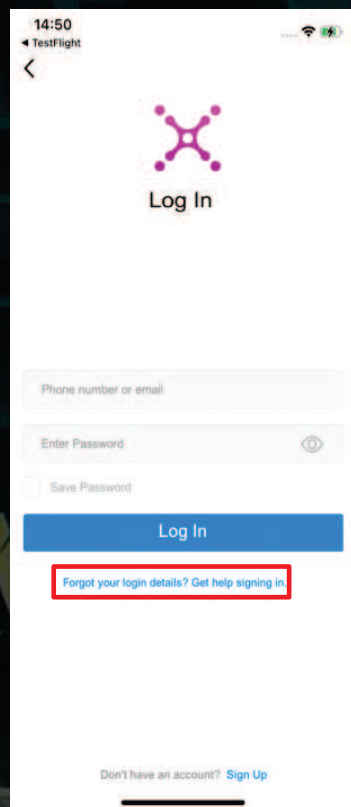 14:50
TestFlight
Log In
Phone number or email
Enter Password
Save Password
Log In
Forgot your login details? Get help signing in.
Don't have an account? Sign Up